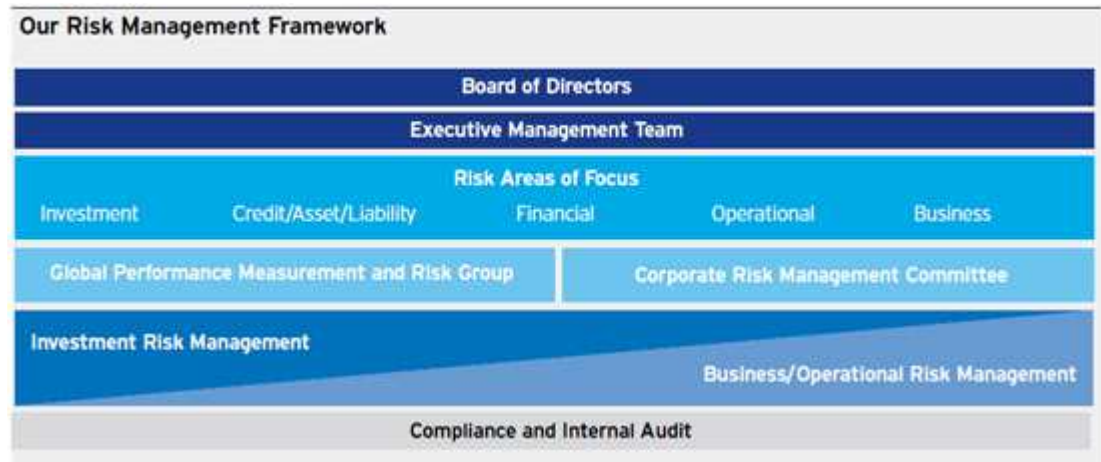 Our Risk Management Framework
Board of Directors
Executive Management Team
Risk Areas of Focus
Investment Credit/Asset/Liability Financial Operational Business
Global Performance Measurement and Risk Group Corporate Risk Management Committee
Investment Risk Management
Business/Operational Risk Management
Compliance and Internal Audit